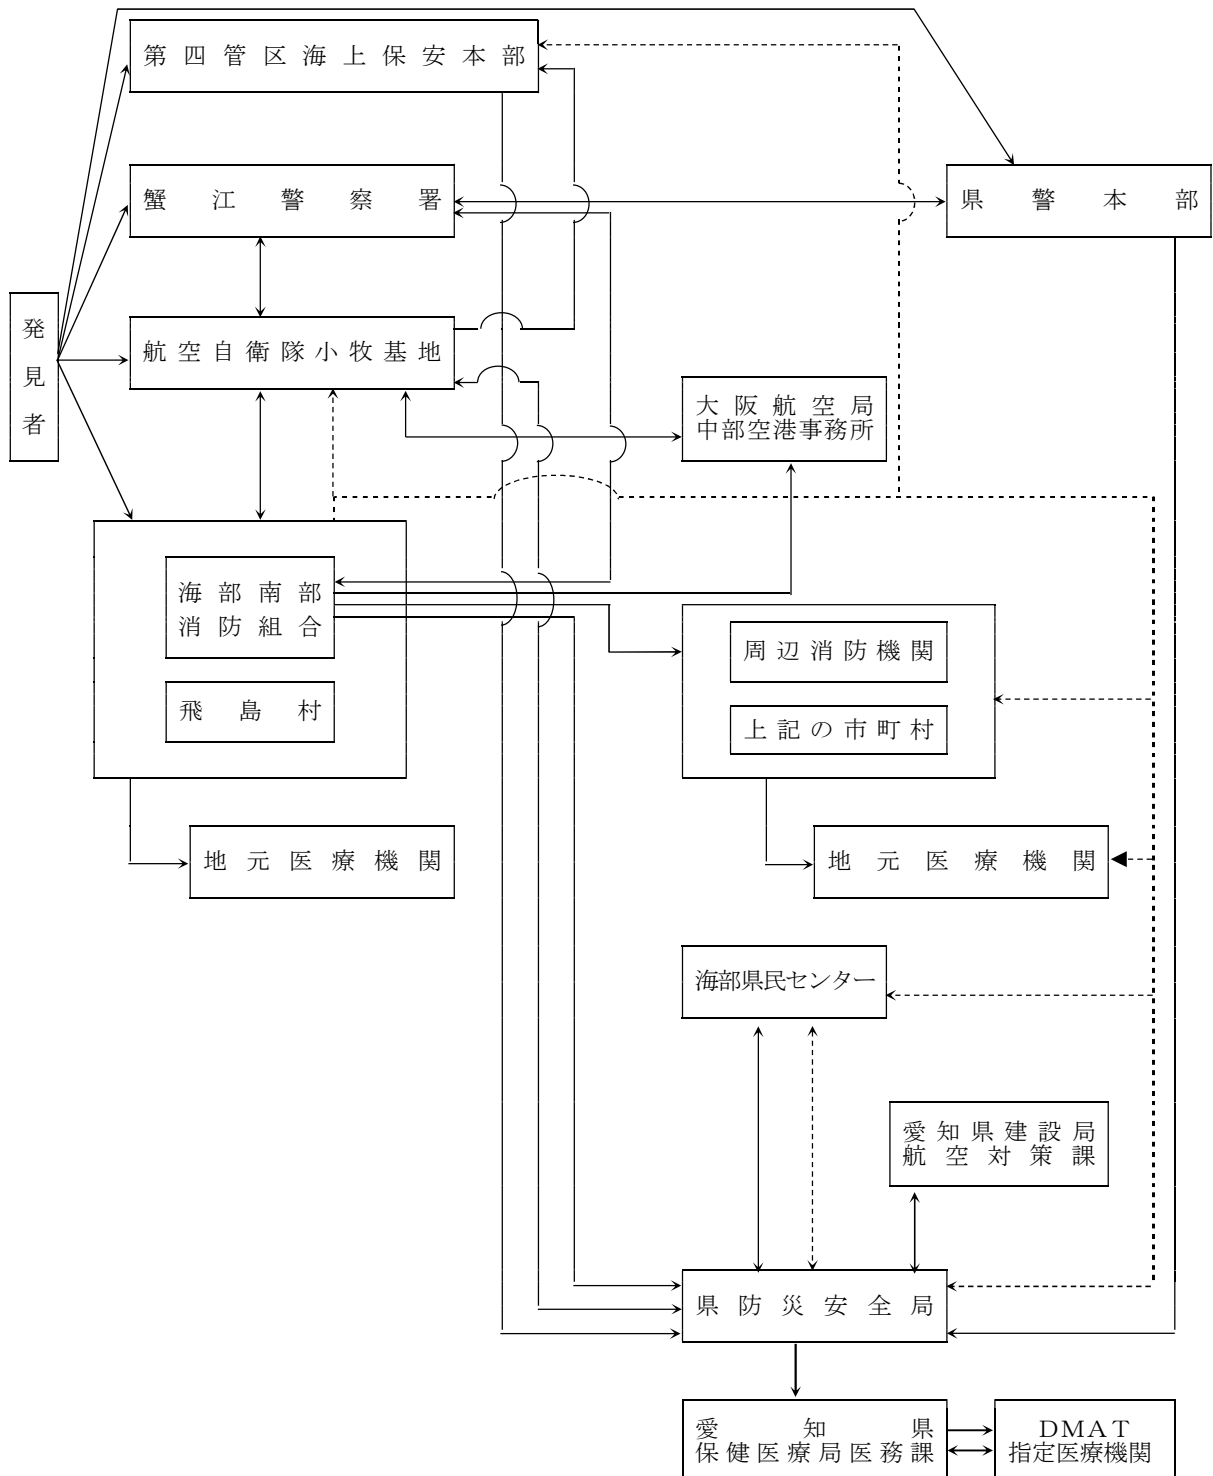 第四管区海上保安本部
蟹江警察署
県警本部
発見者
航空自衛隊小牧基地
大阪航空局
中部空港事務所
海部南部
消防組合
飛島村
周辺消防機関
上記の市町村
地元医療機関
地元医療機関
海部県民センター
愛知県建設局
航空対策課
県防災安全局
愛知県
保健医療局医務課
DMAT
指定医療機関